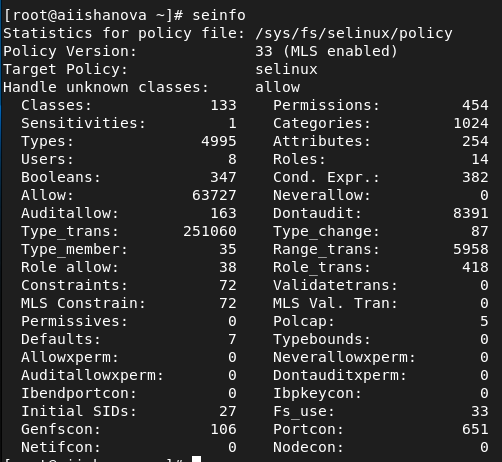 [root@aiishanova ~]# seinfo
Statistics for policy file: /sys/fs/selinux/policy
Policy Version:             33 (MLS enabled)
Target Policy:              selinux
Handle unknown classes:     allow
  Classes:             133    Permissions:         454
  Sensitivities:         1    Categories:         1024
  Types:              4995    Attributes:          254
  Users:                 8    Roles:                14
  Booleans:            347    Cond. Expr.:         382
  Allow:             63727    Neverallow:            0
  Auditallow:          163    Dontaudit:          8391
  Type_trans:       251060    Type_change:          87
  Type_member:          35    Range_trans:        5958
  Role allow:           38    Role_trans:          418
  Constraints:          72    Validatetrans:         0
  MLS Constrain:        72    MLS Val. Tran:         0
  Permissives:           0    Polcap:                5
  Defaults:              7    Typebounds:            0
  Allowxperm:            0    Neverallowxperm:       0
  Auditallowxperm:       0    Dontauditxperm:        0
  Ibendportcon:          0    Ibpkeycon:             0
  Initial SIDs:         27    Fs_use:               33
  Genfscon:            106    Portcon:             651
  Netifcon:              0    Nodecon:               0
[root@aiishanova ~]#